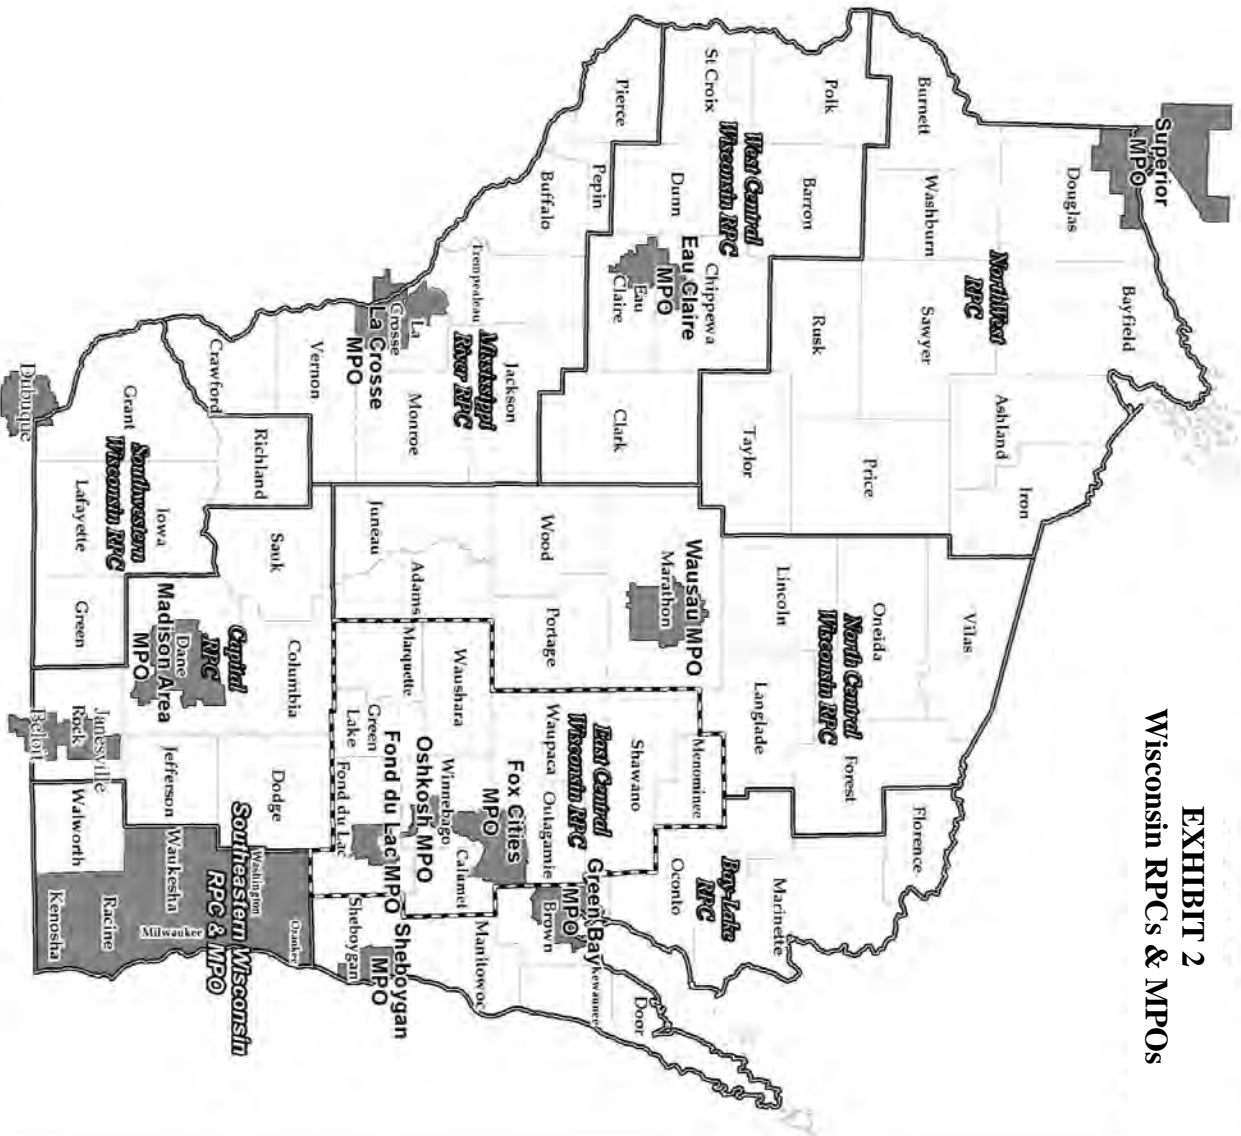 EXHIBIT 2
Wisconsin RPCs & MPOs
Superior
MPO
Douglas
Bayfield
Burnett
Washburn
Sawyer
Ashland
Iron
NorthWest
RPC
Polk
Barron
Rusk
Price
Taylor
St Croix
West Central
Wisconsin RPC
Dunn
Chippewa
Eau Claire
MPO
Eau
Claire
Clark
Pierce
Pepin
Buffalo
Trempealeau
Jackson
Mississippi
River RPC
La
Crosse
La Crosse
MPO
Monroe
Vernon
Crawford
Vilas
Oneida
Forest
North Central
Wisconsin RPC
Lincoln
Langlade
Wausau MPO
Marathon
Wood
Portage
Juneau
Adams
Florence
Marinette
Bay-Lake
RPC
Oconto
Menominee
Shawano
East Central
Wisconsin RPC
Waupaca
Outagamie
Green Bay
MPO
Brown
Kewaunee
Door
Fox Cities
MPO
Waushara
Winnebago
Calumet
Manitowoc
Oshkosh MPO
Marquette
Green
Lake
Fond du Lac MPO
Fond du Lac
Sheboygan
Sheboygan
MPO
Richland
Sauk
Columbia
Dodge
Capital
RPC
Dane
Madison Area
MPO
Jefferson
Grant
Iowa
Southwestern
Wisconsin RPC
Lafayette
Green
Dubuque
Janesville
Rock
Beloit
Walworth
Southeastern Wisconsin
RPC & MPO
Washington
Ozaukee
Waukesha
Milwaukee
Racine
Kenosha